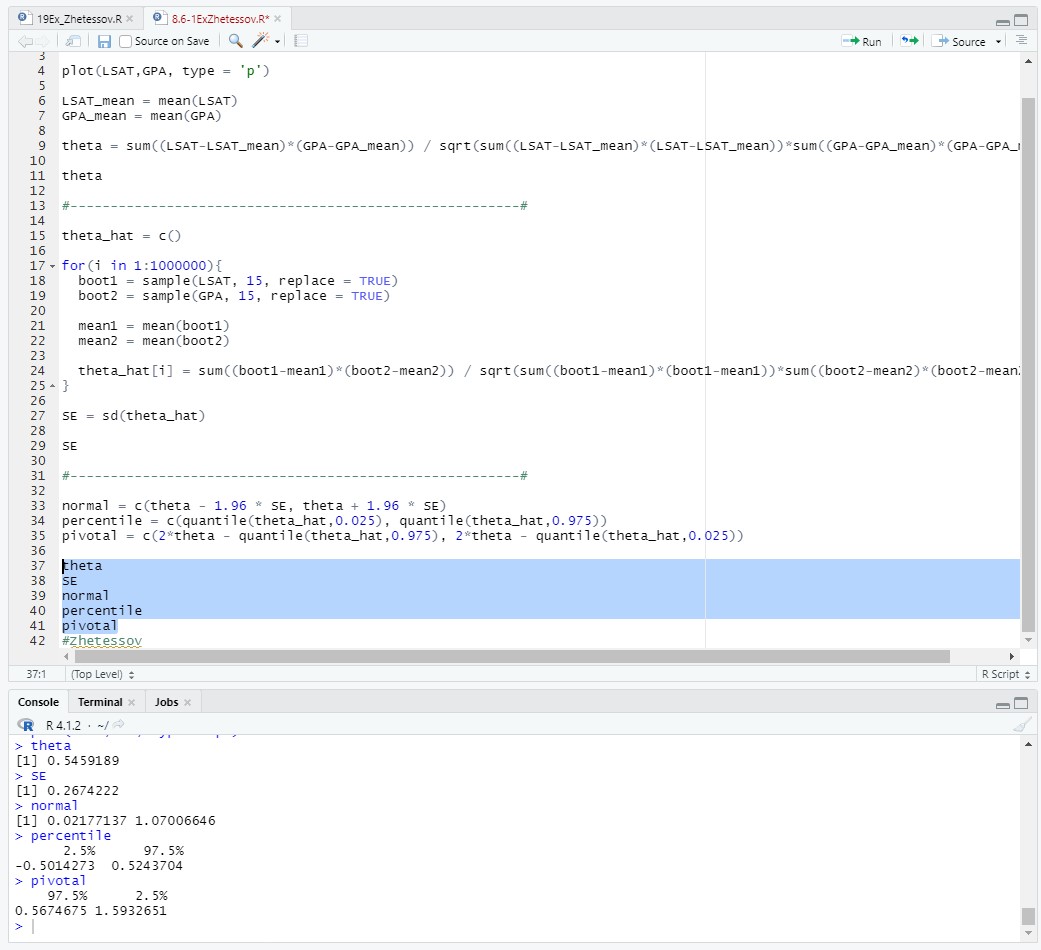 19Ex_Zhetessov.R
8.6-1ExZhetessov.R*
Source on Save
Run
Source
3
4 plot(LSAT,GPA, type = 'p')
5
6 LSAT_mean = mean(LSAT)
7 GPA_mean = mean(GPA)
8
9 theta = sum((LSAT-LSAT_mean)*(GPA-GPA_mean)) / sqrt(sum((LSAT-LSAT_mean)*(LSAT-LSAT_mean))*sum((GPA-GPA_mean)*(GPA-GPA_
10
11 theta
12
13 #--------------------------------------------------------#
14
15 theta_hat = c()
16
17 for(i in 1:1000000){
18 boot1 = sample(LSAT, 15, replace = TRUE)
19 boot2 = sample(GPA, 15, replace = TRUE)
20
21 mean1 = mean(boot1)
22 mean2 = mean(boot2)
23
24 theta_hat[i] = sum((boot1-mean1)*(boot2-mean2)) / sqrt(sum((boot1-mean1)*(boot1-mean1))*sum((boot2-mean2)*(boot2-mean
25 }
26
27 SE = sd(theta_hat)
28
29 SE
30
31 #--------------------------------------------------------#
32
33 normal = c(theta - 1.96 * SE, theta + 1.96 * SE)
34 percentile = c(quantile(theta_hat,0.025), quantile(theta_hat,0.975))
35 pivotal = c(2*theta - quantile(theta_hat,0.975), 2*theta - quantile(theta_hat,0.025))
36
37 theta
38 SE
39 normal
40 percentile
41 pivotal
42 #Zhetessov
37:1 (Top Level) R Script
Console Terminal Jobs
R R 4.1.2 · ~/
> theta
[1] 0.5459189
> SE
[1] 0.2674222
> normal
[1] 0.02177137 1.07006646
> percentile
2.5% 97.5%
-0.5014273 0.5243704
> pivotal
97.5% 2.5%
0.5674675 1.5932651
>